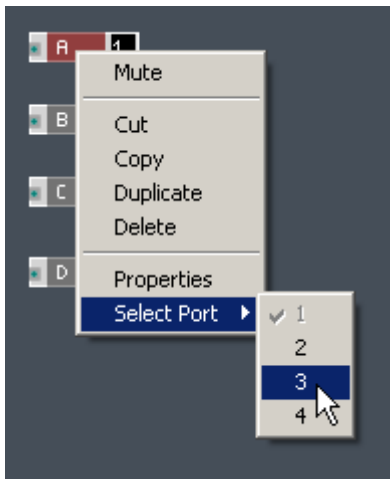 A 1
Mute
B
Cut
Copy
C
Duplicate
Delete
D
Properties
Select Port
1
2
3
4